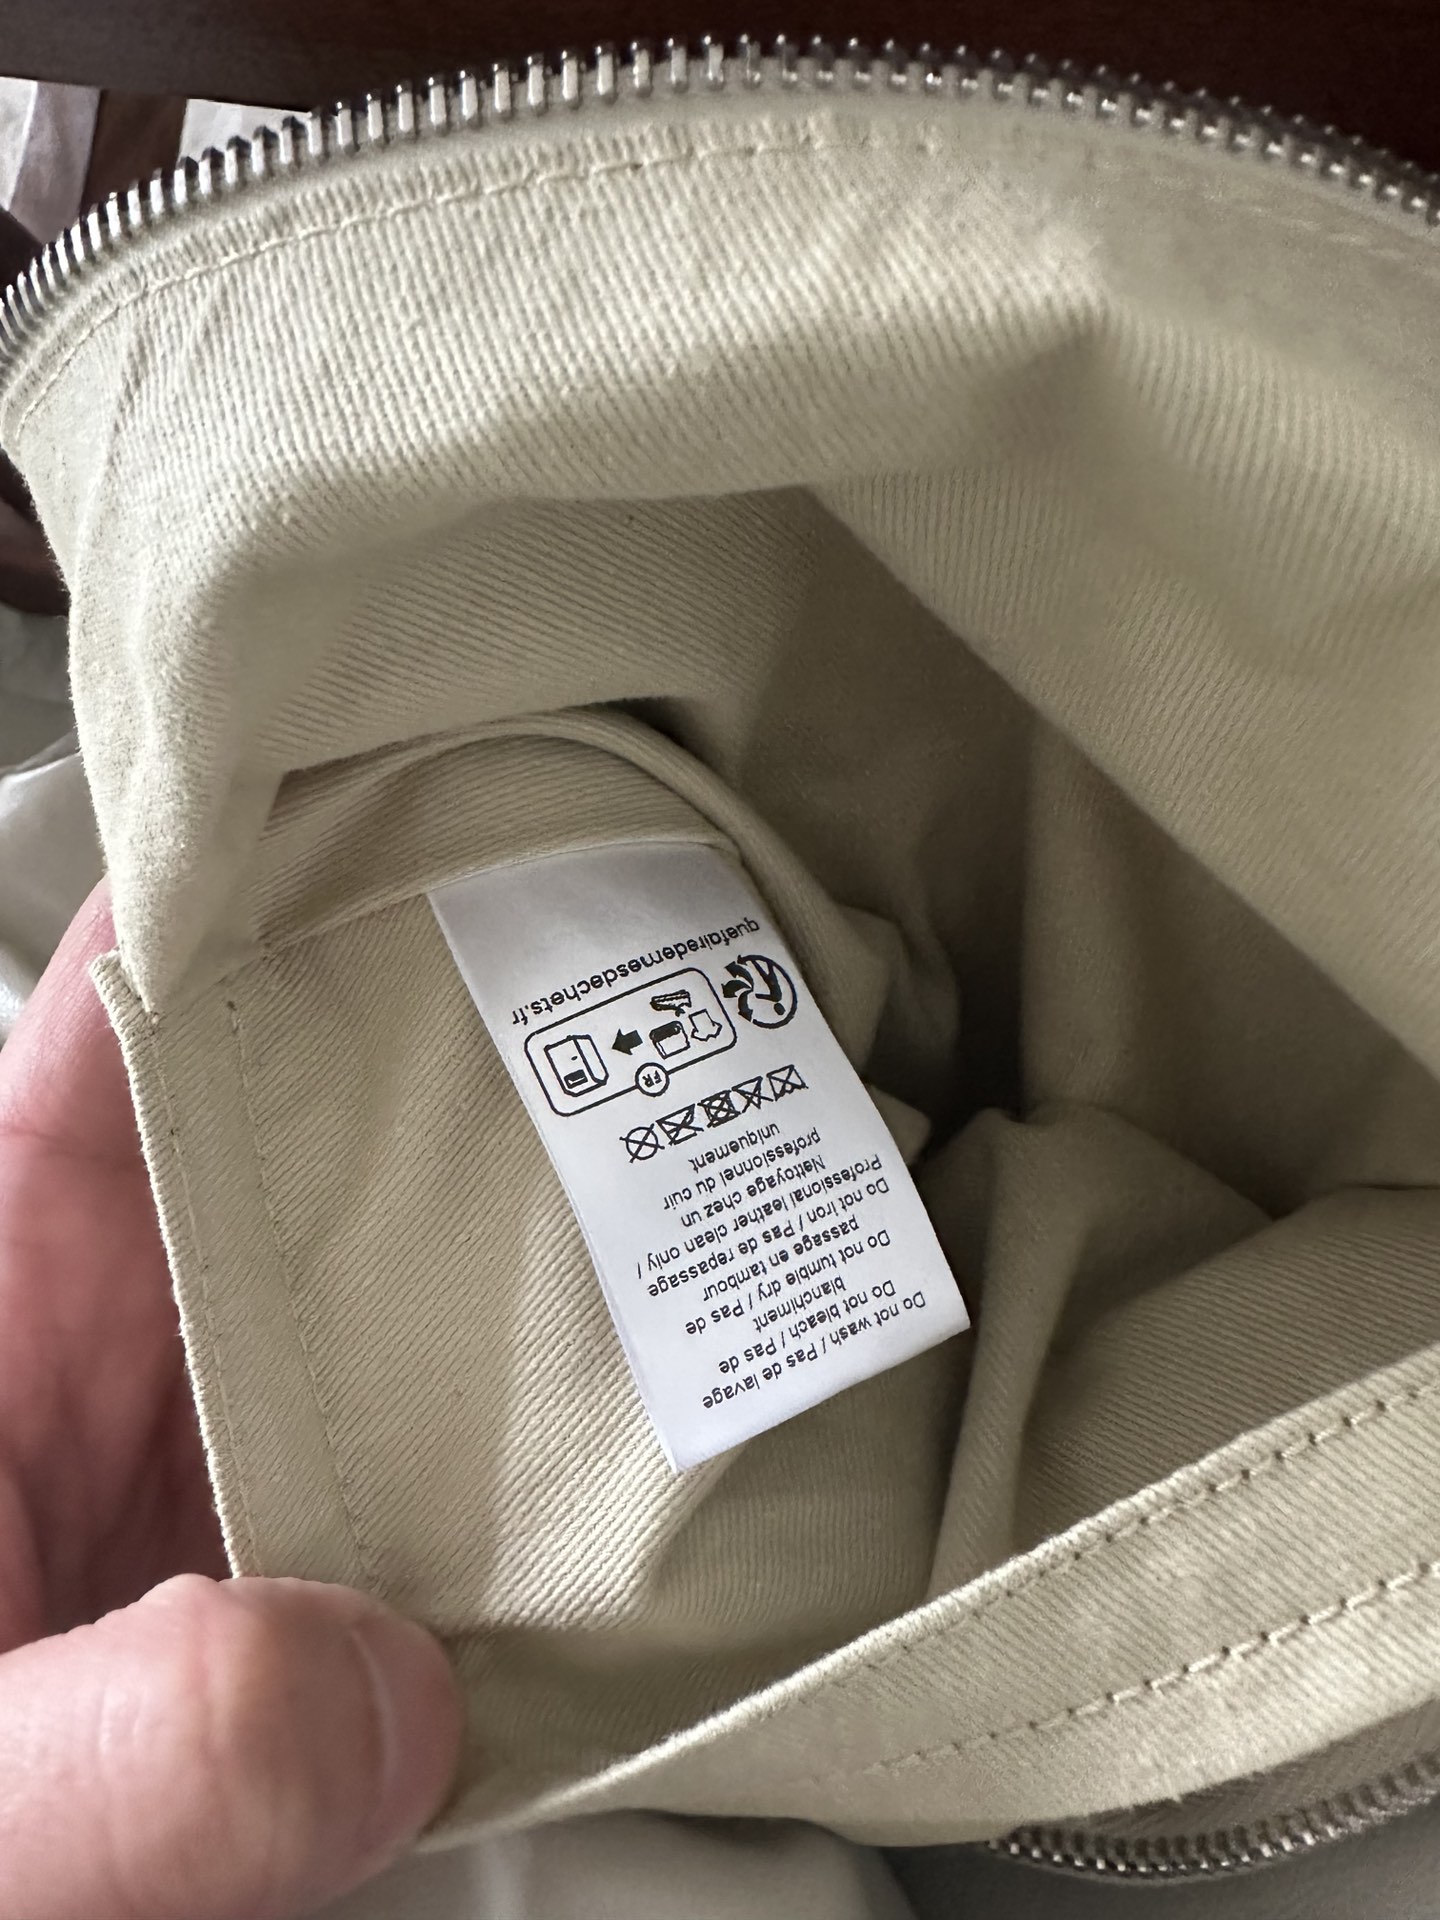 Do not wash / Pas de lavage
Do not bleach / Pas de
blanchiment
Do not tumble dry / Pas de
passage en tambour
Do not iron / Pas de repassage
Professional leather clean only /
Nettoyage chez un
professionnel du cuir
uniquement
FR
quefairedemesdechets.fr